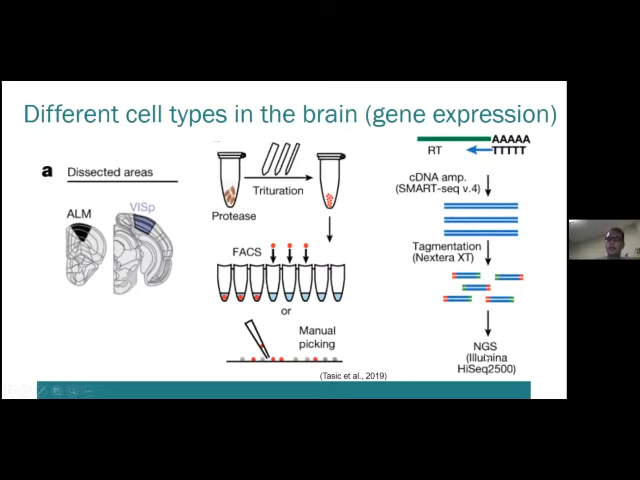 Different cell types in the brain (gene expression)
a
Dissected areas
ALM
VISp
Protease
Trituration
FACS
or
Manual
picking
(Tasic et al., 2019)
AAAAA
RT
TTTTT
cDNA amp.
(SMART-seq v.4)
Tagmentation
(Nextera XT)
NGS
(Illumina
HiSeq2500)